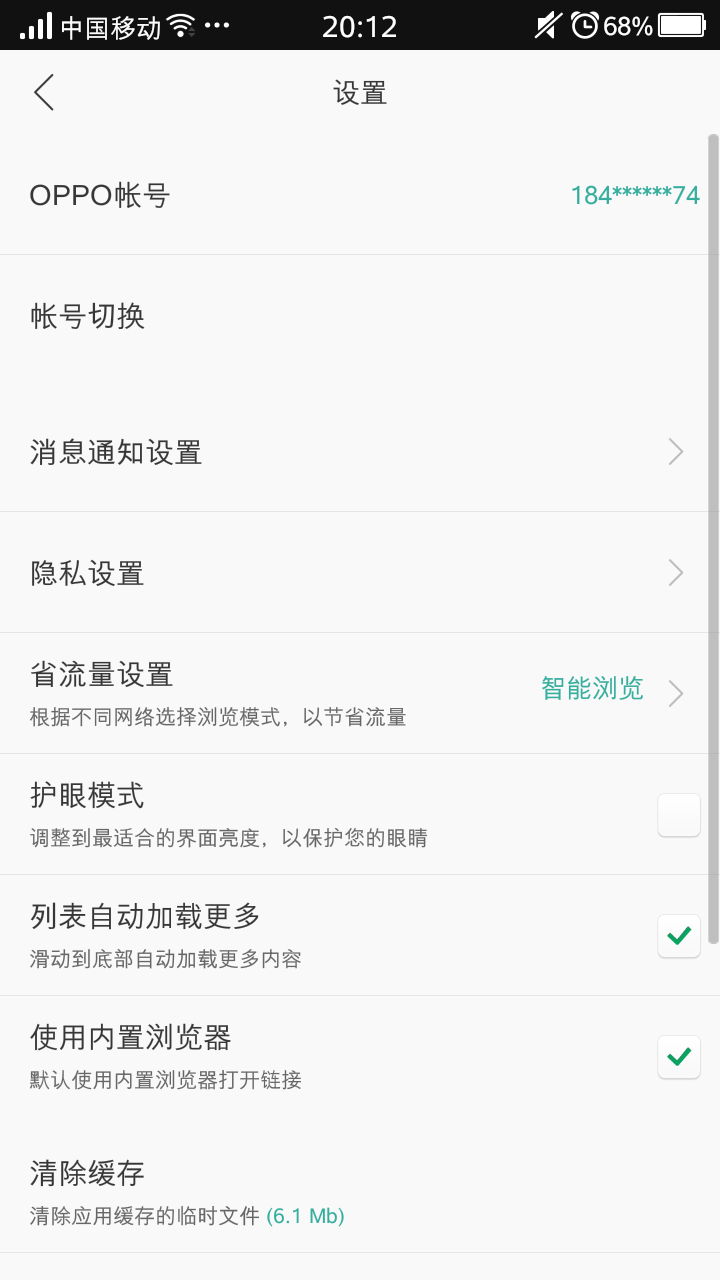 中国移动 20:12 68%
设置
OPPO帐号 184******74
帐号切换
消息通知设置
隐私设置
省流量设置 智能浏览
根据不同网络选择浏览模式，以节省流量
护眼模式
调整到最适合的界面亮度，以保护您的眼睛
列表自动加载更多
滑动到底部自动加载更多内容
使用内置浏览器
默认使用内置浏览器打开链接
清除缓存
清除应用缓存的临时文件 (6.1 Mb)